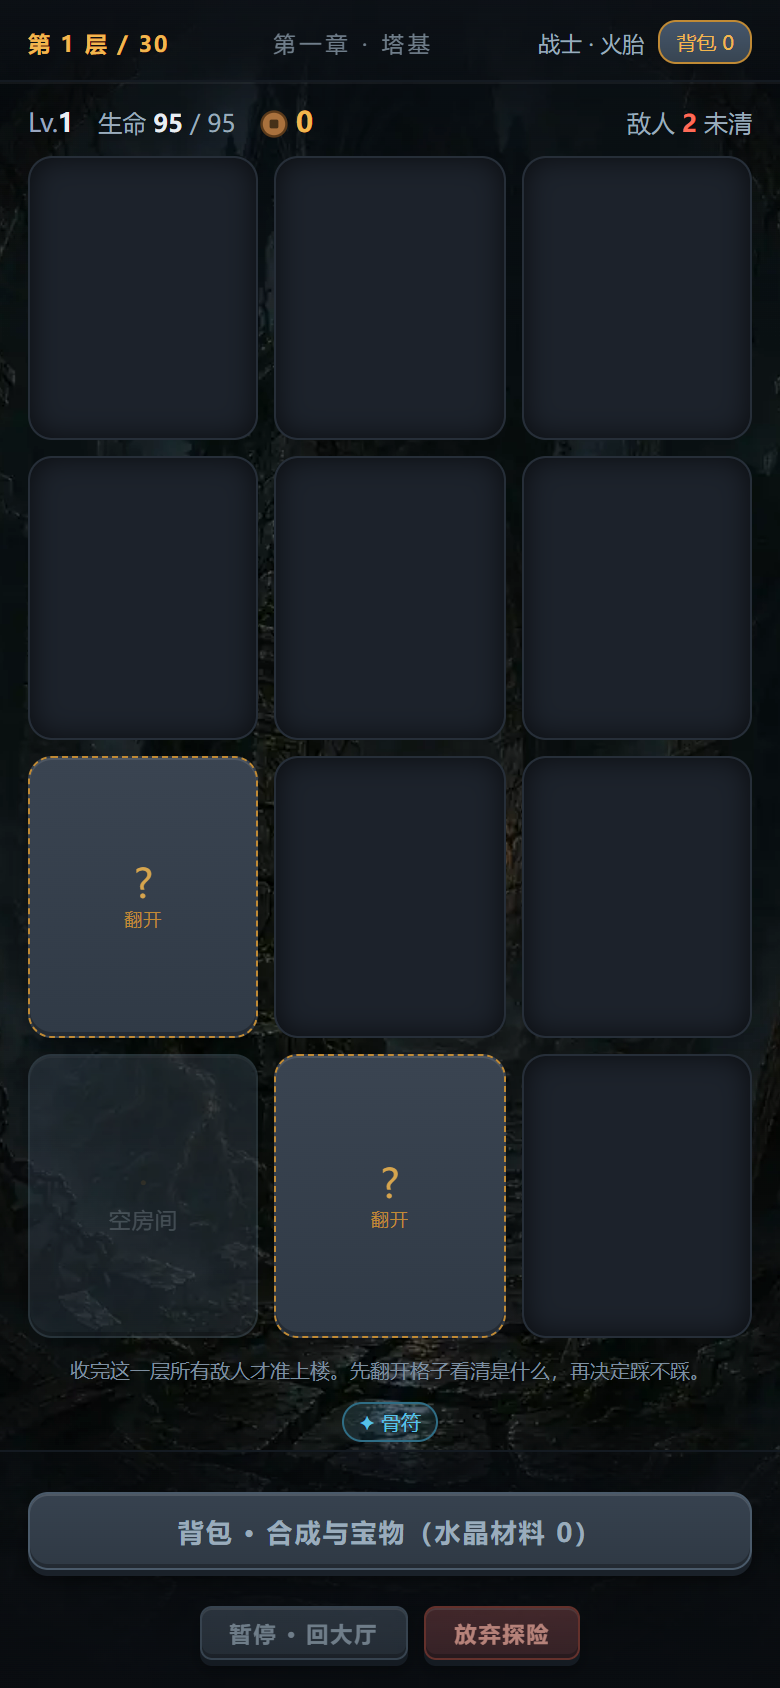 第 1 层 / 30 第一章 · 塔基 战士 · 火胎 背包 0
Lv.1 生命 95 / 95 0 敌人 2 未清
?
翻开
空房间
?
翻开
收完这一层所有敌人才准上楼。先翻开格子看清是什么，再决定踩不踩。
✦ 骨符
背包 · 合成与宝物（水晶材料 0）
暂停 · 回大厅 放弃探险